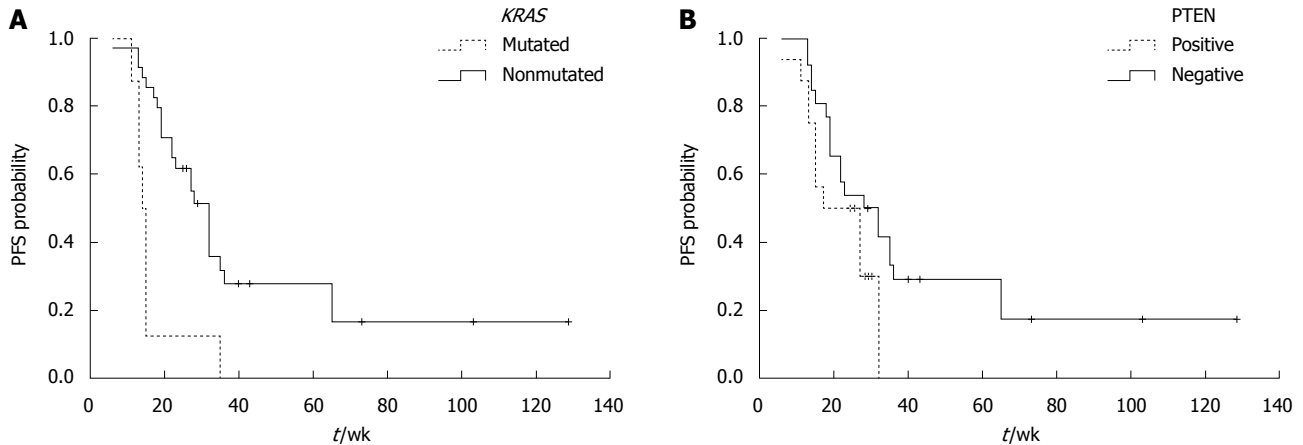 A
KRAS
Mutated
Nonmutated
PFS probability
1.0
0.8
0.6
0.4
0.2
0.0
0 20 40 60 80 100 120 140
t/wk
B
PTEN
Positive
Negative
PFS probability
1.0
0.8
0.6
0.4
0.2
0.0
0 20 40 60 80 100 120 140
t/wk